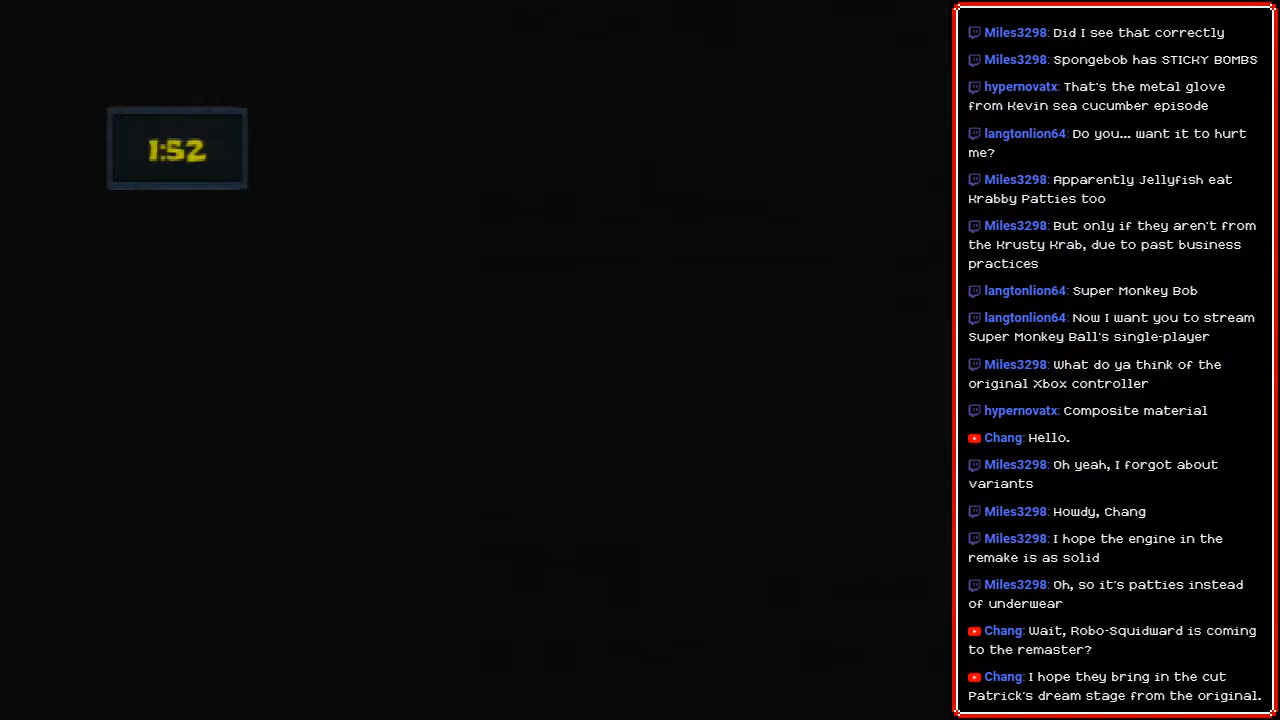 1:52
Miles3298: Did I see that correctly
Miles3298: Spongebob has STICKY BOMBS
hypernovatx: That's the metal glove
from Kevin sea cucumber episode
langtonlion64: Do you... want it to hurt
me?
Miles3298: Apparently Jellyfish eat
Krabby Patties too
Miles3298: But only if they aren't from
the Krusty Krab, due to past business
practices
langtonlion64: Super Monkey Bob
langtonlion64: Now I want you to stream
Super Monkey Ball's single-player
Miles3298: What do ya think of the
original Xbox controller
hypernovatx: Composite material
Chang: Hello.
Miles3298: Oh yeah, I forgot about
variants
Miles3298: Howdy, Chang
Miles3298: I hope the engine in the
remake is as solid
Miles3298: Oh, so it's patties instead
of underwear
Chang: Wait, Robo-Squidward is coming
to the remaster?
Chang: I hope they bring in the cut
Patrick's dream stage from the original.